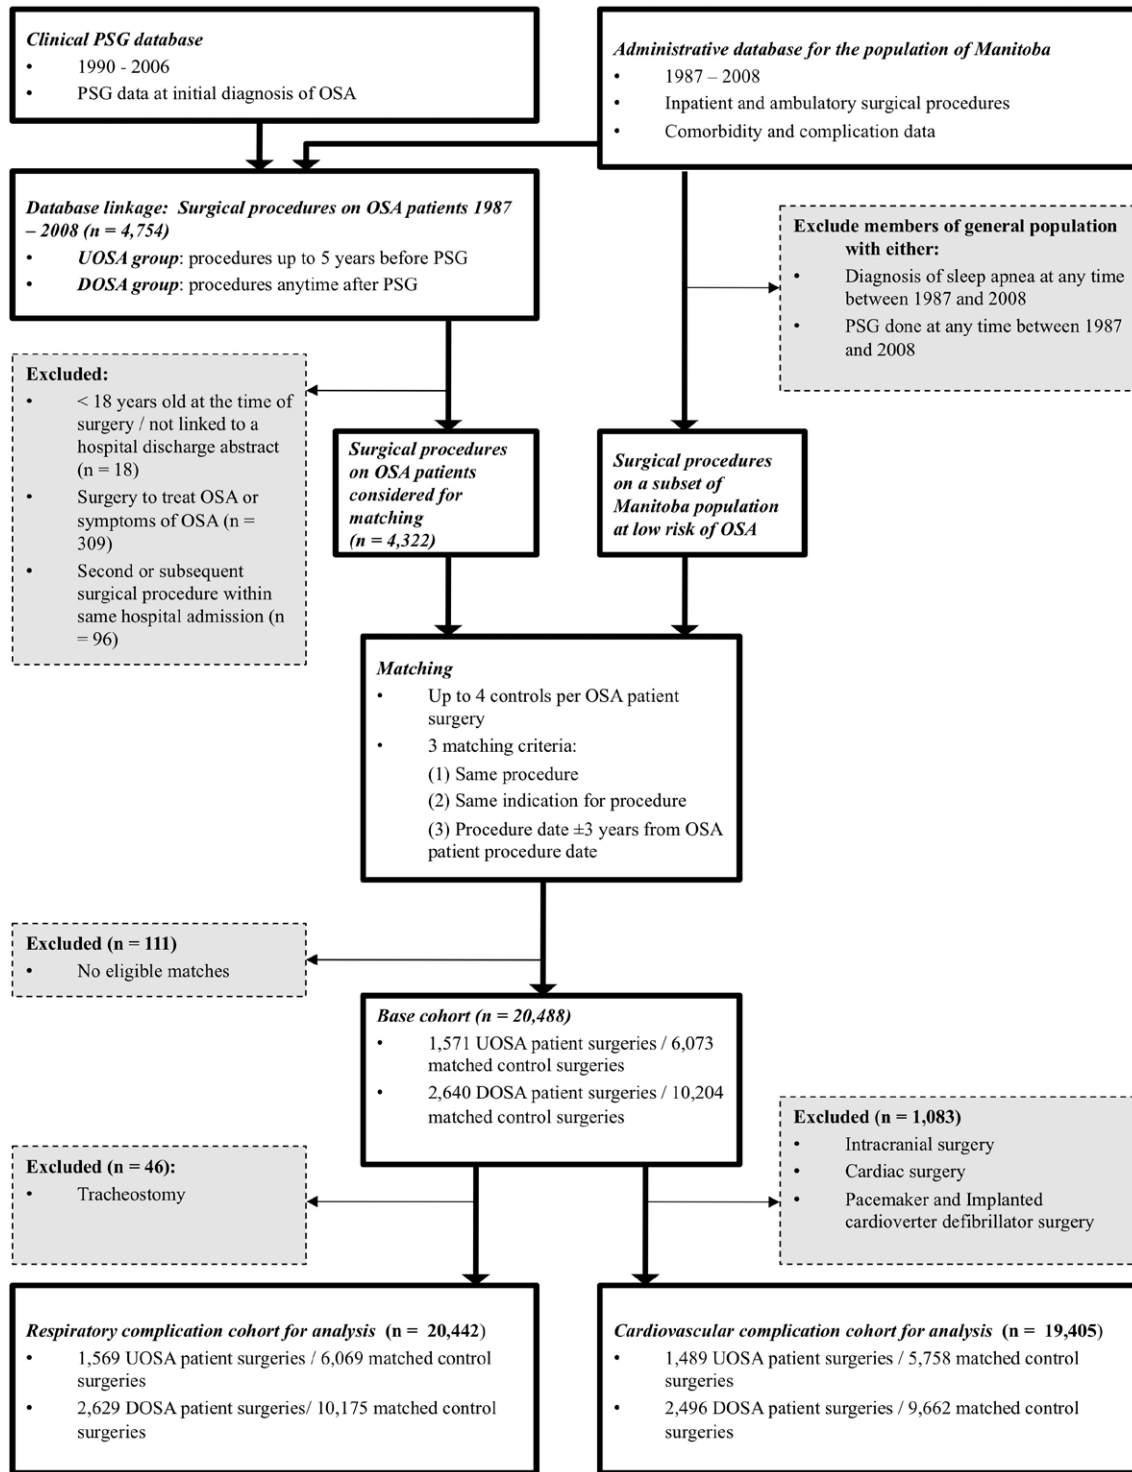 Clinical PSG database
• 1990 - 2006
• PSG data at initial diagnosis of OSA
Administrative database for the population of Manitoba
• 1987 – 2008
• Inpatient and ambulatory surgical procedures
• Comorbidity and complication data
Database linkage: Surgical procedures on OSA patients 1987
– 2008 (n = 4,754)
• UOSA group: procedures up to 5 years before PSG
• DOSA group: procedures anytime after PSG
Exclude members of general population
with either:
• Diagnosis of sleep apnea at any time
between 1987 and 2008
• PSG done at any time between 1987
and 2008
Excluded:
• < 18 years old at the time of
surgery / not linked to a
hospital discharge abstract
(n = 18)
• Surgery to treat OSA or
symptoms of OSA (n =
309)
• Second or subsequent
surgical procedure within
same hospital admission (n
= 96)
Surgical procedures
on OSA patients
considered for
matching
(n = 4,322)
Surgical procedures
on a subset of
Manitoba population
at low risk of OSA
Matching
• Up to 4 controls per OSA patient
surgery
• 3 matching criteria:
(1) Same procedure
(2) Same indication for procedure
(3) Procedure date ±3 years from OSA
patient procedure date
Excluded (n = 111)
• No eligible matches
Base cohort (n = 20,488)
• 1,571 UOSA patient surgeries / 6,073
matched control surgeries
• 2,640 DOSA patient surgeries / 10,204
matched control surgeries
Excluded (n = 46):
• Tracheostomy
Excluded (n = 1,083)
• Intracranial surgery
• Cardiac surgery
• Pacemaker and Implanted
cardioverter defibrillator surgery
Respiratory complication cohort for analysis (n = 20,442)
• 1,569 UOSA patient surgeries / 6,069 matched control
surgeries
• 2,629 DOSA patient surgeries/ 10,175 matched control
surgeries
Cardiovascular complication cohort for analysis (n = 19,405)
• 1,489 UOSA patient surgeries / 5,758 matched control
surgeries
• 2,496 DOSA patient surgeries / 9,662 matched control
surgeries